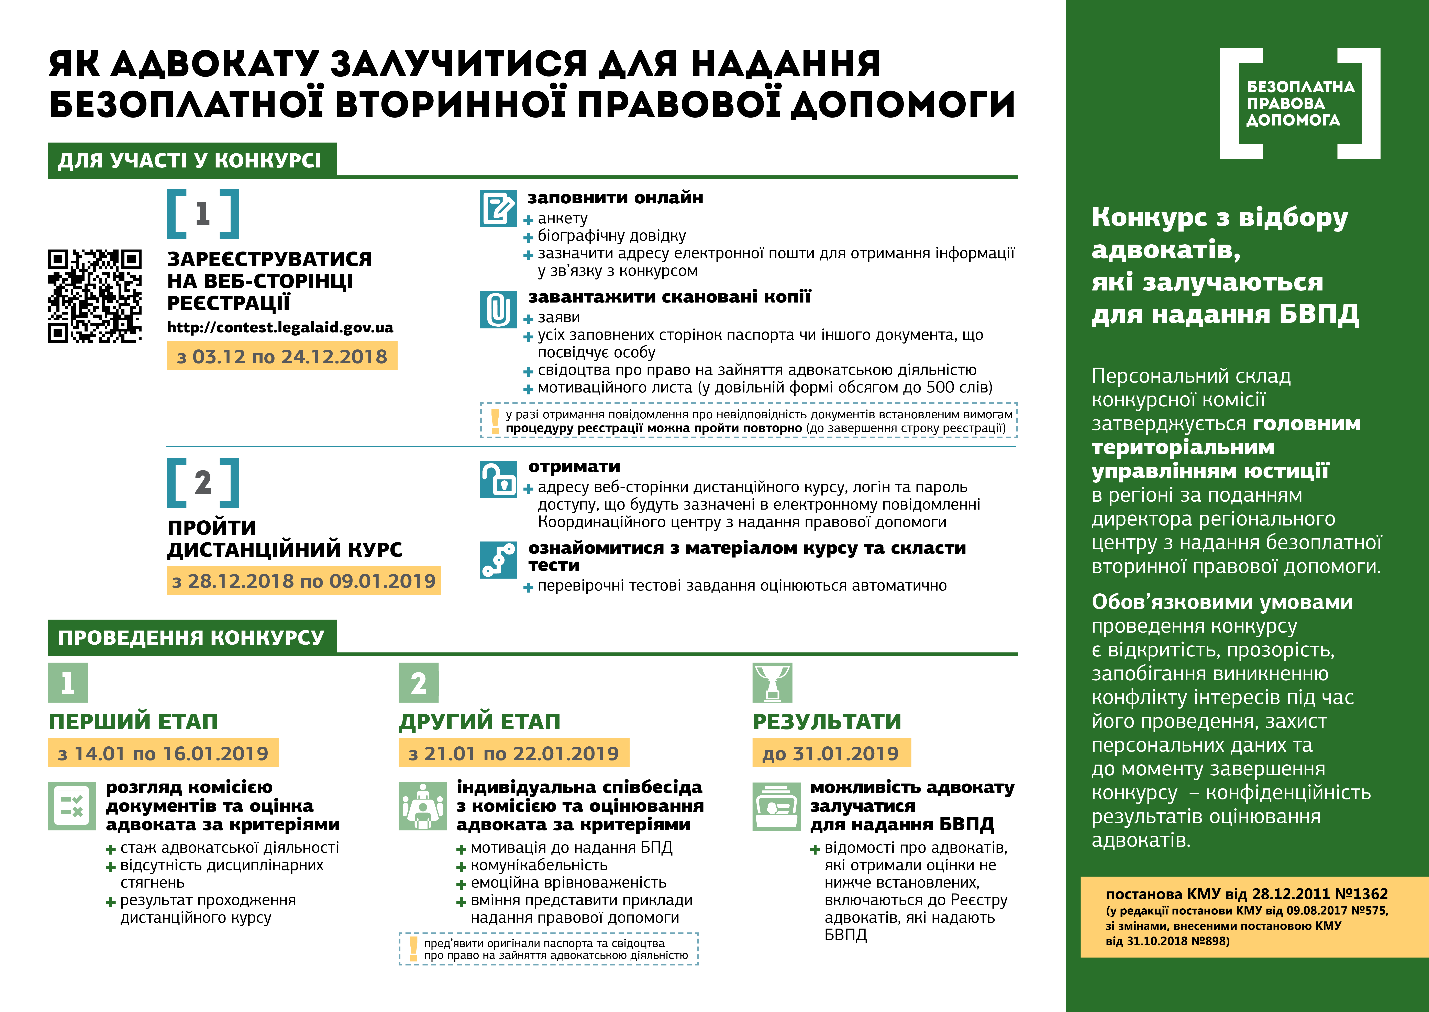 ЯК АДВОКАТУ ЗАЛУЧИТИСЯ ДЛЯ НАДАННЯ
БЕЗОПЛАТНОЇ ВТОРИННОЇ ПРАВОВОЇ ДОПОМОГИ
ДЛЯ УЧАСТІ У КОНКУРСІ
1
ЗАРЕЄСТРУВАТИСЯ
НА ВЕБ-СТОРІНЦІ
РЕЄСТРАЦІЇ
http://contest.legalaid.gov.ua
з 03.12 по 24.12.2018
заповнити онлайн
+ анкету
+ біографічну довідку
+ зазначити адресу електронної пошти для отримання інформації
у зв'язку з конкурсом
завантажити скановані копії
+ заяви
+ усіх заповнених сторінок паспорта чи іншого документа, що
посвідчує особу
+ свідоцтва про право на зайняття адвокатською діяльністю
+ мотиваційного листа (у довільній формі обсягом до 500 слів)
! у разі отримання повідомлення про невідповідність документів встановленим вимогам
процедуру реєстрації можна пройти повторно (до завершення строку реєстрації)
2
ПРОЙТИ
ДИСТАНЦІЙНИЙ КУРС
з 28.12.2018 по 09.01.2019
отримати
+ адресу веб-сторінки дистанційного курсу, логін та пароль
доступу, що будуть зазначені в електронному повідомленні
Координаційного центру з надання правової допомоги
ознайомитися з матеріалом курсу та скласти
тести
+ перевірочні тестові завдання оцінюються автоматично
ПРОВЕДЕННЯ КОНКУРСУ
1
ПЕРШИЙ ЕТАП
з 14.01 по 16.01.2019
розгляд комісією
документів та оцінка
адвоката за критеріями
+ стаж адвокатської діяльності
+ відсутність дисциплінарних
стягнень
+ результат проходження
дистанційного курсу
2
ДРУГИЙ ЕТАП
з 21.01 по 22.01.2019
індивідуальна співбесіда
з комісією та оцінювання
адвоката за критеріями
+ мотивація до надання БПД
+ комунікабельність
+ емоційна врівноваженість
+ вміння представити приклади
надання правової допомоги
! пред'явити оригінали паспорта та свідоцтва
про право на зайняття адвокатською діяльністю
РЕЗУЛЬТАТИ
до 31.01.2019
можливість адвокату
залучатися
для надання БВПД
+ відомості про адвокатів,
які отримали оцінки не
нижче встановлених,
включаються до Реєстру
адвокатів, які надають
БВПД
БЕЗОПЛАТНА
ПРАВОВА
ДОПОМОГА
Конкурс з відбору
адвокатів,
які залучаються
для надання БВПД
Персональний склад
конкурсної комісії
затверджується головним
територіальним
управлінням юстиції
в регіоні за поданням
директора регіонального
центру з надання безоплатної
вторинної правової допомоги.
Обов'язковими умовами
проведення конкурсу
є відкритість, прозорість,
запобігання виникненню
конфлікту інтересів під час
його проведення, захист
персональних даних та
до моменту завершення
конкурсу – конфіденційність
результатів оцінювання
адвокатів.
постанова КМУ від 28.12.2011 №1362
(у редакції постанови КМУ від 09.08.2017 №575,
зі змінами, внесеними постановою КМУ
від 31.10.2018 №898)